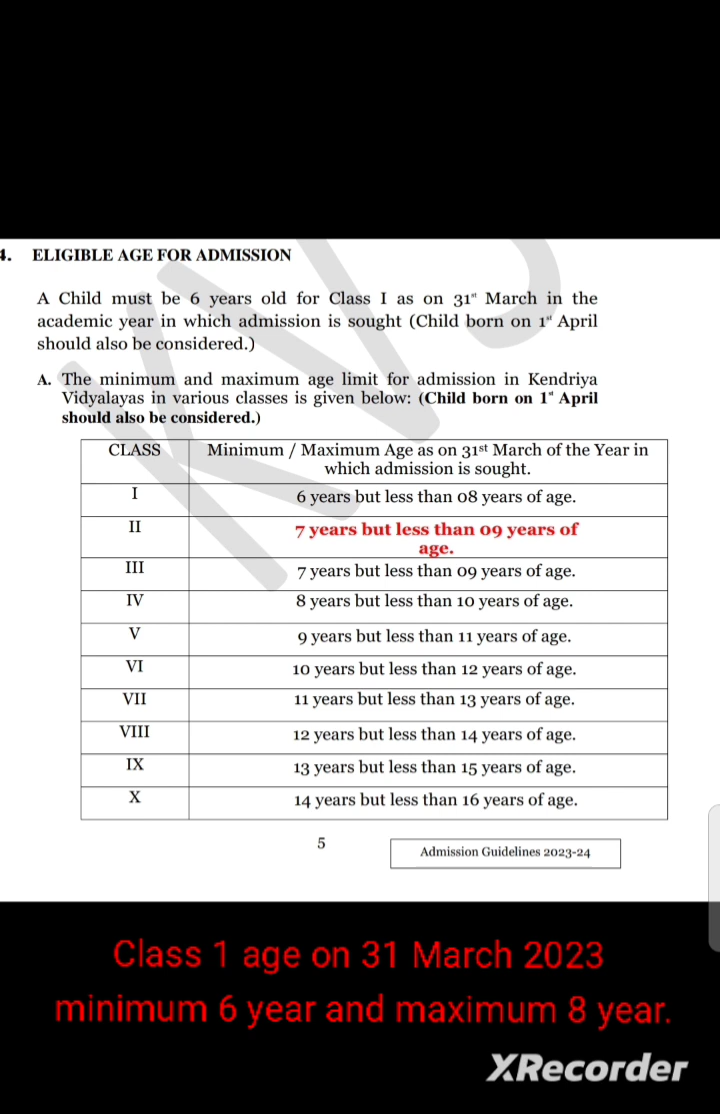 4. ELIGIBLE AGE FOR ADMISSION
A Child must be 6 years old for Class I as on 31st March in the
academic year in which admission is sought (Child born on 1st April
should also be considered.)
A. The minimum and maximum age limit for admission in Kendriya
Vidyalayas in various classes is given below: (Child born on 1st April
should also be considered.)
CLASS Minimum / Maximum Age as on 31st March of the Year in
which admission is sought.
I 6 years but less than 08 years of age.
II 7 years but less than 09 years of
age.
III 7 years but less than 09 years of age.
IV 8 years but less than 10 years of age.
V 9 years but less than 11 years of age.
VI 10 years but less than 12 years of age.
VII 11 years but less than 13 years of age.
VIII 12 years but less than 14 years of age.
IX 13 years but less than 15 years of age.
X 14 years but less than 16 years of age.
5
Admission Guidelines 2023-24
Class 1 age on 31 March 2023
minimum 6 year and maximum 8 year.
XRecorder
KVS